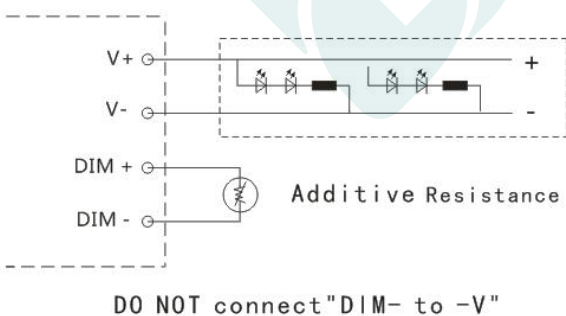 V+
+
V-
-
DIM +
Additive Resistance
DIM -
DO NOT connect"DIM- to -V"